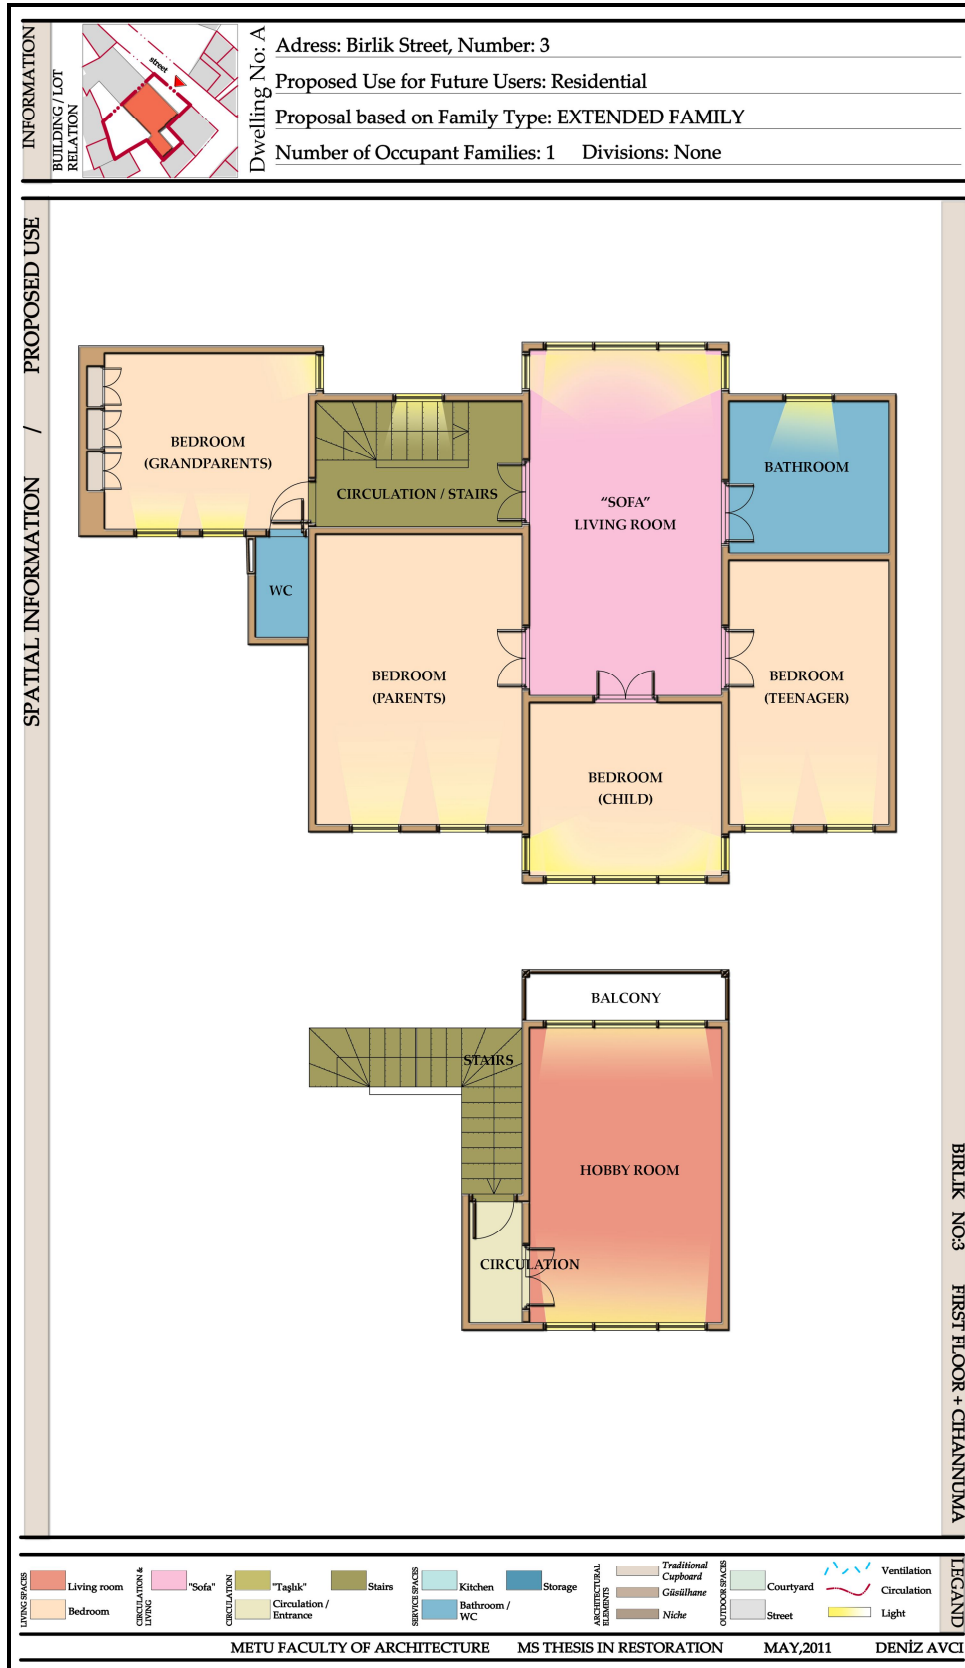 INFORMATION
BUILDING / LOT
RELATION
street
Dwelling No: A
Adress: Birlik Street, Number: 3
Proposed Use for Future Users: Residential
Proposal based on Family Type: EXTENDED FAMILY
Number of Occupant Families: 1 Divisions: None
SPATIAL INFORMATION / PROPOSED USE
BEDROOM
(GRANDPARENTS)
CIRCULATION / STAIRS
"SOFA"
LIVING ROOM
BATHROOM
WC
BEDROOM
(PARENTS)
BEDROOM
(TEENAGER)
BEDROOM
(CHILD)
BALCONY
STAIRS
HOBBY ROOM
CIRCULATION
BIRLIK NO:3 FIRST FLOOR + CIHANNUMA
LIVING SPACES
Living room
Bedroom
CIRCULATION &
LIVING
"Sofa"
CIRCULATION
"Taşlık"
Circulation /
Entrance
Stairs
SERVICE SPACES
Kitchen
Bathroom /
WC
Storage
ARCHITECTURAL
ELEMENTS
Traditional
Cupboard
Güsülhane
Niche
OUTDOOR SPACES
Courtyard
Street
Ventilation
Circulation
Light
LEGAND
METU FACULTY OF ARCHITECTURE MS THESIS IN RESTORATION MAY,2011 DENİZ AVCI